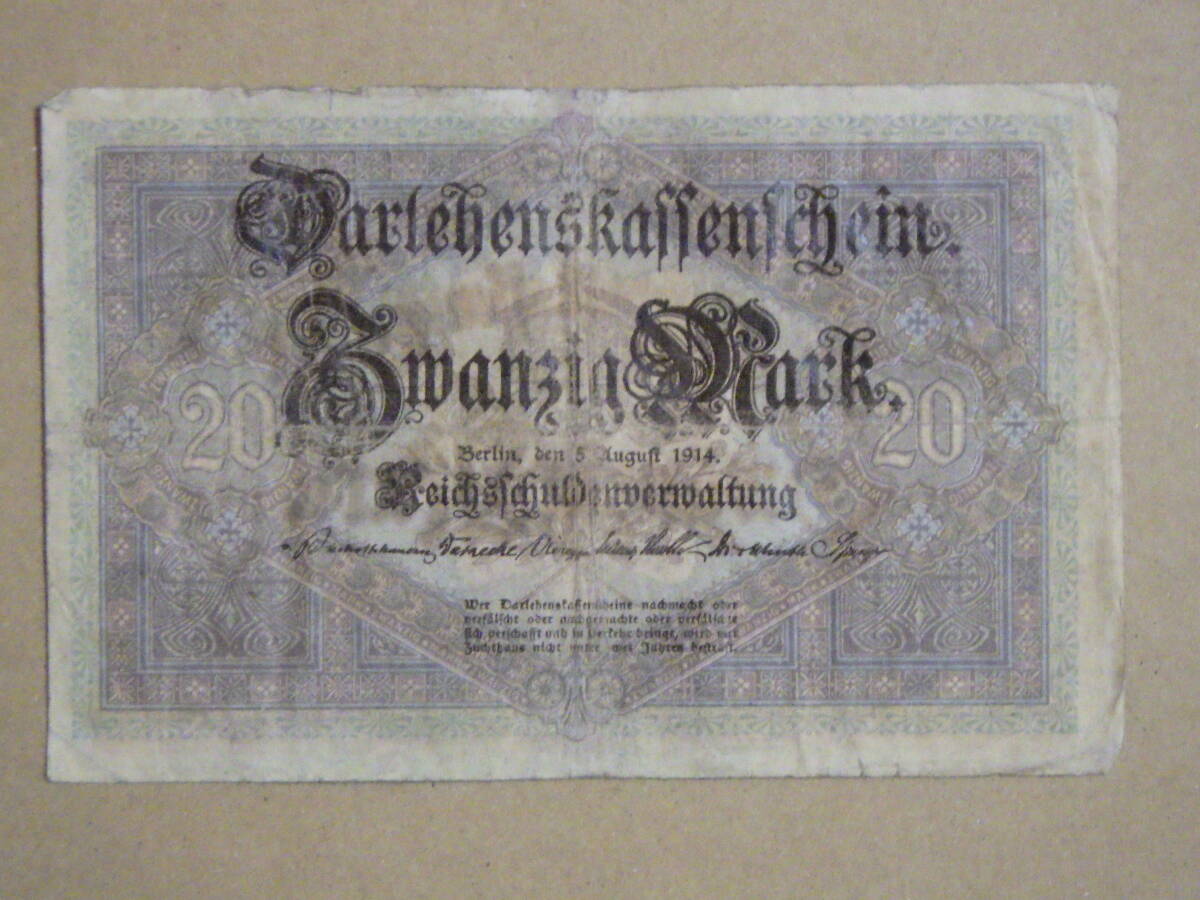 Darlehenskassenschein.
Zwanzig Mark.
20
20
Berlin, den 5 August 1914.
Reichsschuldenverwaltung
Wer Darlehenskassenscheine nachmacht oder
verfälscht oder nachgemachte oder verfälschte
sich verschafft und in Verkehr bringt, wird mit
Zuchthaus nicht unter zwei Jahren bestraft.